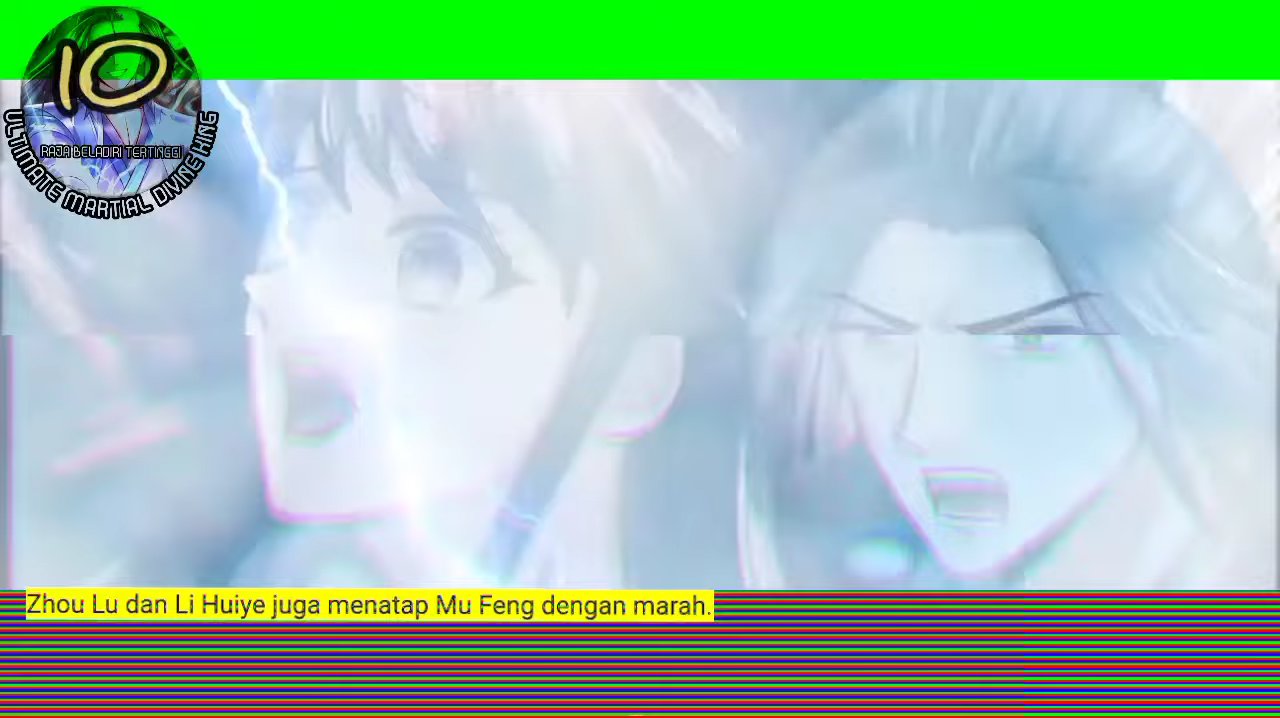 10
RAJA BELADIRI TERTINGGI
ULTIMATE MARTIAL DIVINE KING
Zhou Lu dan Li Huiye juga menatap Mu Feng dengan marah.